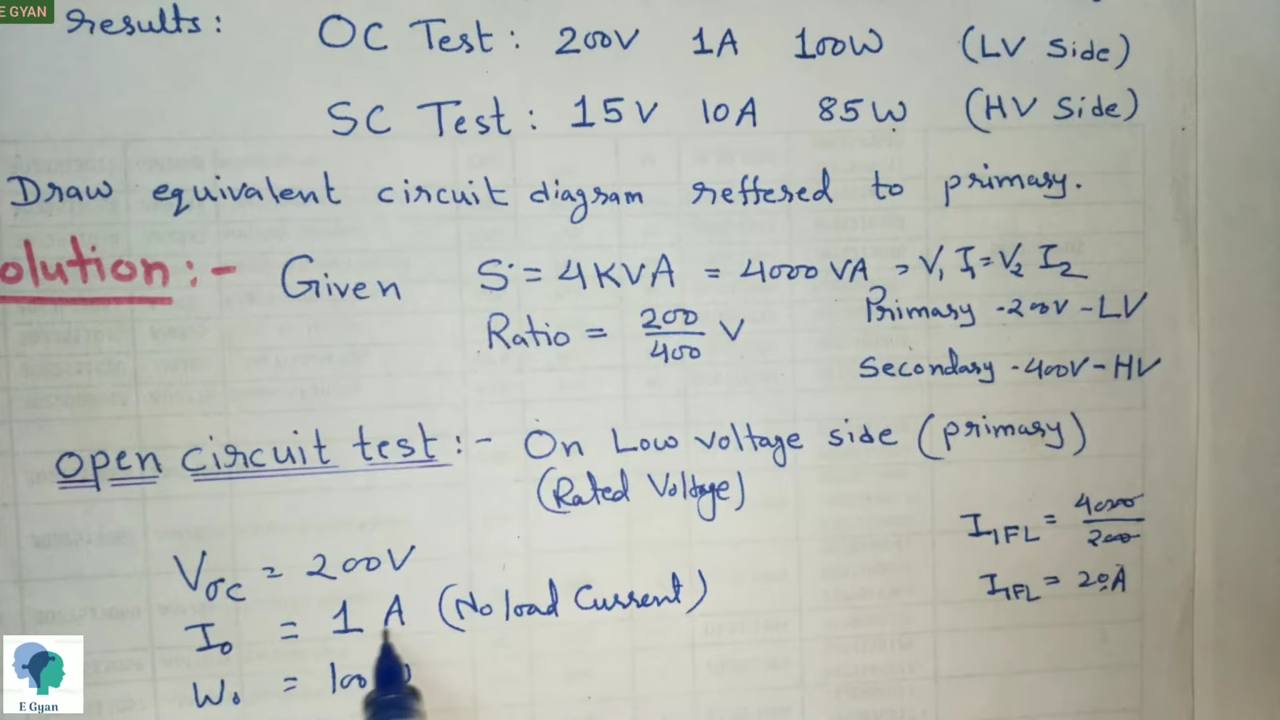 E GYAN
results: OC Test: 200V 1A 100W (LV Side)
SC Test: 15V 10A 85W (HV Side)
Draw equivalent circuit diagram reffered to primary.
olution:- Given S = 4KVA = 4000 VA = V₁ I₁ = V₂ I₂
Ratio = 200/400 V
Primary - 200V - LV
Secondary - 400V - HV
open circuit test:- On Low voltage side (primary)
(Rated Voltage)
I₁FL = 4000/200
I₁FL = 20A
Voc = 200V
I₀ = 1 A (No load Current)
W₀ = 100
E Gyan